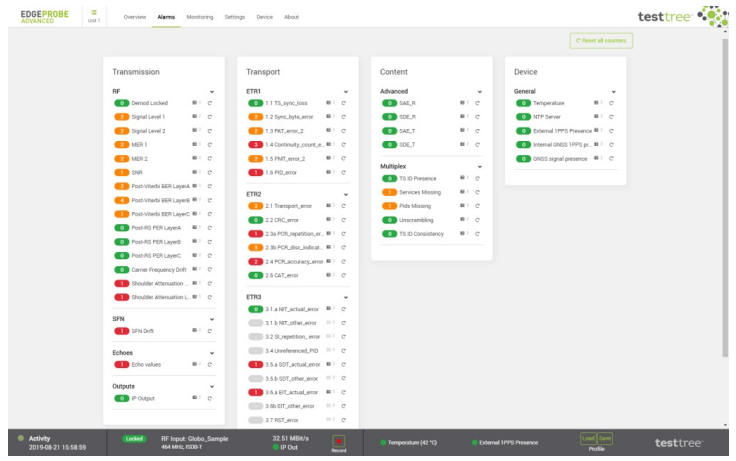 EDGEPROBE
ADVANCED
Unit 1
Overview Alarms Monitoring Settings Device About
testtree
Reset all counters
Transmission
RF
0 Demod Locked
2 Signal Level 1
2 Signal Level 2
2 MER 1
2 MER 2
1 SNR
Post-Viterbi BER LayerA
4 Post-Viterbi BER LayerB
Post-Viterbi BER LayerC
0 Post-RS PER LayerA
0 Post-RS PER LayerB
0 Post-RS PER LayerC
0 Carrier Frequency Drift
1 Shoulder Attenuation ...
1 Shoulder Attenuation L...
SFN
1 SFN Drift
Echoes
1 Echo values
Outputs
0 IP Output
Transport
ETR1
2 1.1 TS_sync_loss
2 1.2 Sync_byte_error
2 1.3 PAT_error_2
3 1.4 Continuity_count_e...
2 1.5 PMT_error_2
1 1.6 PID_error
ETR2
3 2.1 Transport_error
0 2.2 CRC_error
1 2.3a PCR_repetition_er...
3 2.3b PCR_disc_indicat...
2 2.4 PCR_accuracy_error
0 2.6 CAT_error
ETR3
0 3.1.a NIT_actual_error
3.1.b NIT_other_error
3.2 SI_repetition_ error
3.4 Unreferenced_PID
1 3.5.a SDT_actual_error
3.5.b SDT_other_error
1 3.6.a EIT_actual_error
3.6b EIT_other_error
3.7 RST_error
Content
Advanced
0 SAE_R
0 SDE_R
0 SAE_T
0 SDE_T
Multiplex
0 TS ID Presence
1 Services Missing
1 Pids Missing
0 Unscrambling
0 TS ID Consistency
Device
General
0 Temperature
0 NTP Server
0 External 1PPS Presence
0 Internal GNSS 1PPS pr...
0 GNSS signal presence
Activity
2019-08-21 15:58:59
Locked
RF Input: Globo_Sample
464 MHz, ISDB-T
32.51 MBit/s
IP Out
Record
Temperature (42 °C)
External 1PPS Presence
Load Save
Profile
testtree